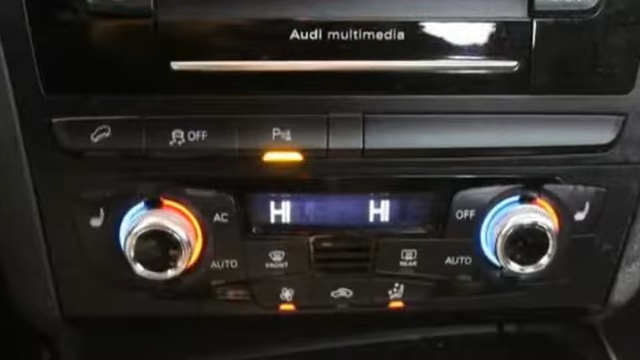 Audi multimedia
OFF P
HI HI
AC OFF
AUTO FRONT REAR AUTO